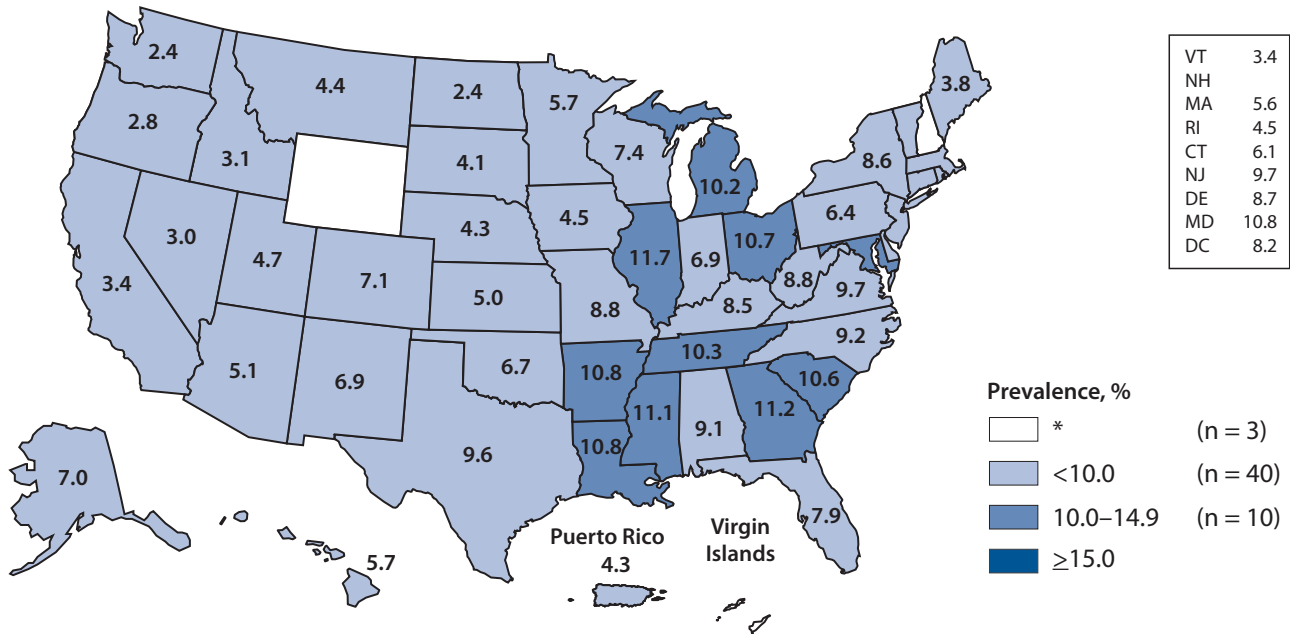 2.4
4.4
2.4
5.7
3.8
2.8
3.1
4.1
7.4
10.2
8.6
3.0
4.7
7.1
4.3
4.5
11.7
6.9
10.7
6.4
3.4
5.0
8.8
8.5
8.8
9.7
5.1
6.9
6.7
10.8
10.3
9.2
10.6
9.6
10.8
11.1
9.1
11.2
7.9
7.0
5.7
Puerto Rico
4.3
Virgin
Islands
VT 3.4
NH
MA 5.6
RI 4.5
CT 6.1
NJ 9.7
DE 8.7
MD 10.8
DC 8.2
Prevalence, %
* (n = 3)
<10.0 (n = 40)
10.0–14.9 (n = 10)
≥15.0